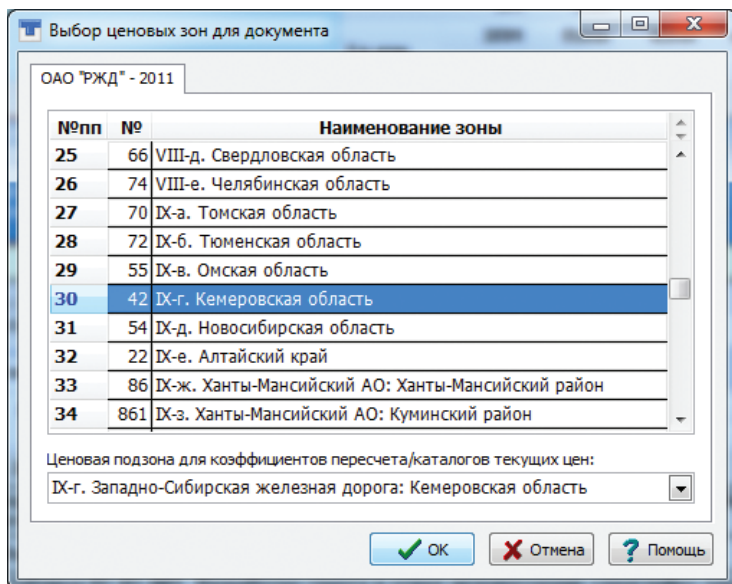 Выбор ценовых зон для документа
ОАО "РЖД" - 2011
№пп № Наименование зоны
25 66 VIII-д. Свердловская область
26 74 VIII-е. Челябинская область
27 70 IX-а. Томская область
28 72 IX-б. Тюменская область
29 55 IX-в. Омская область
30 42 IX-г. Кемеровская область
31 54 IX-д. Новосибирская область
32 22 IX-е. Алтайский край
33 86 IX-ж. Ханты-Мансийский АО: Ханты-Мансийский район
34 861 IX-з. Ханты-Мансийский АО: Куминский район
Ценовая подзона для коэффициентов пересчета/каталогов текущих цен:
IX-г. Западно-Сибирская железная дорога: Кемеровская область
ОК Отмена Помощь